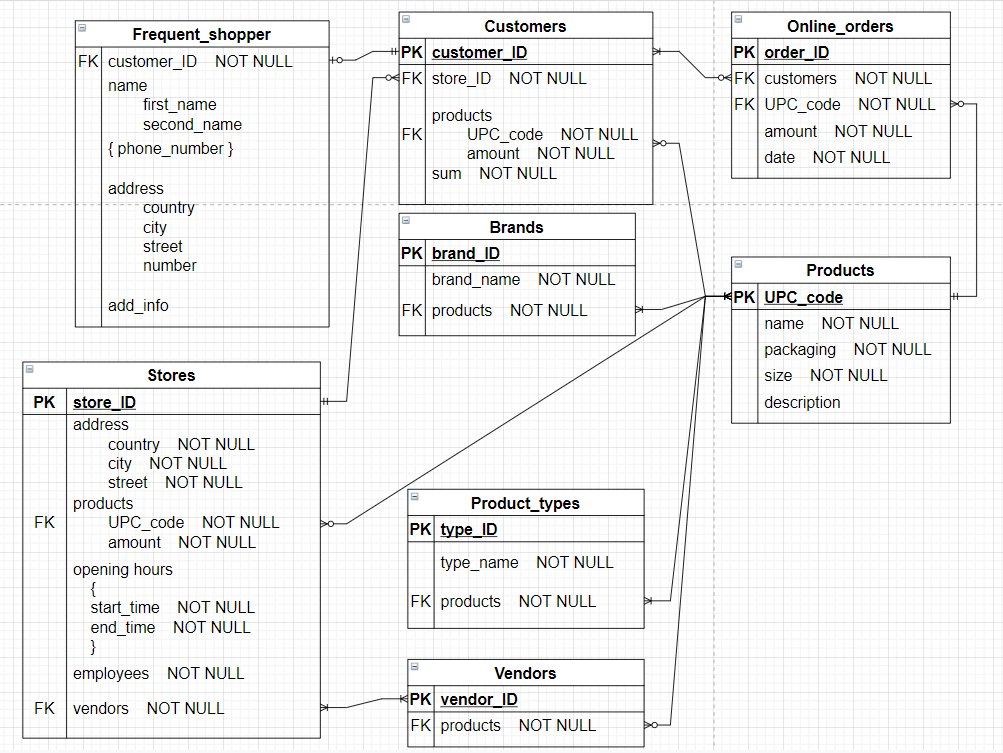 Frequent_shopper
FK customer_ID NOT NULL
name
first_name
second_name
{ phone_number }
address
country
city
street
number
add_info
Customers
PK customer_ID
FK store_ID NOT NULL
products
FK UPC_code NOT NULL
amount NOT NULL
sum NOT NULL
Online_orders
PK order_ID
FK customers NOT NULL
FK UPC_code NOT NULL
amount NOT NULL
date NOT NULL
Brands
PK brand_ID
brand_name NOT NULL
FK products NOT NULL
Products
PK UPC_code
name NOT NULL
packaging NOT NULL
size NOT NULL
description
Stores
PK store_ID
address
country NOT NULL
city NOT NULL
street NOT NULL
products
FK UPC_code NOT NULL
amount NOT NULL
opening hours
{
start_time NOT NULL
end_time NOT NULL
}
employees NOT NULL
FK vendors NOT NULL
Product_types
PK type_ID
type_name NOT NULL
FK products NOT NULL
Vendors
PK vendor_ID
FK products NOT NULL